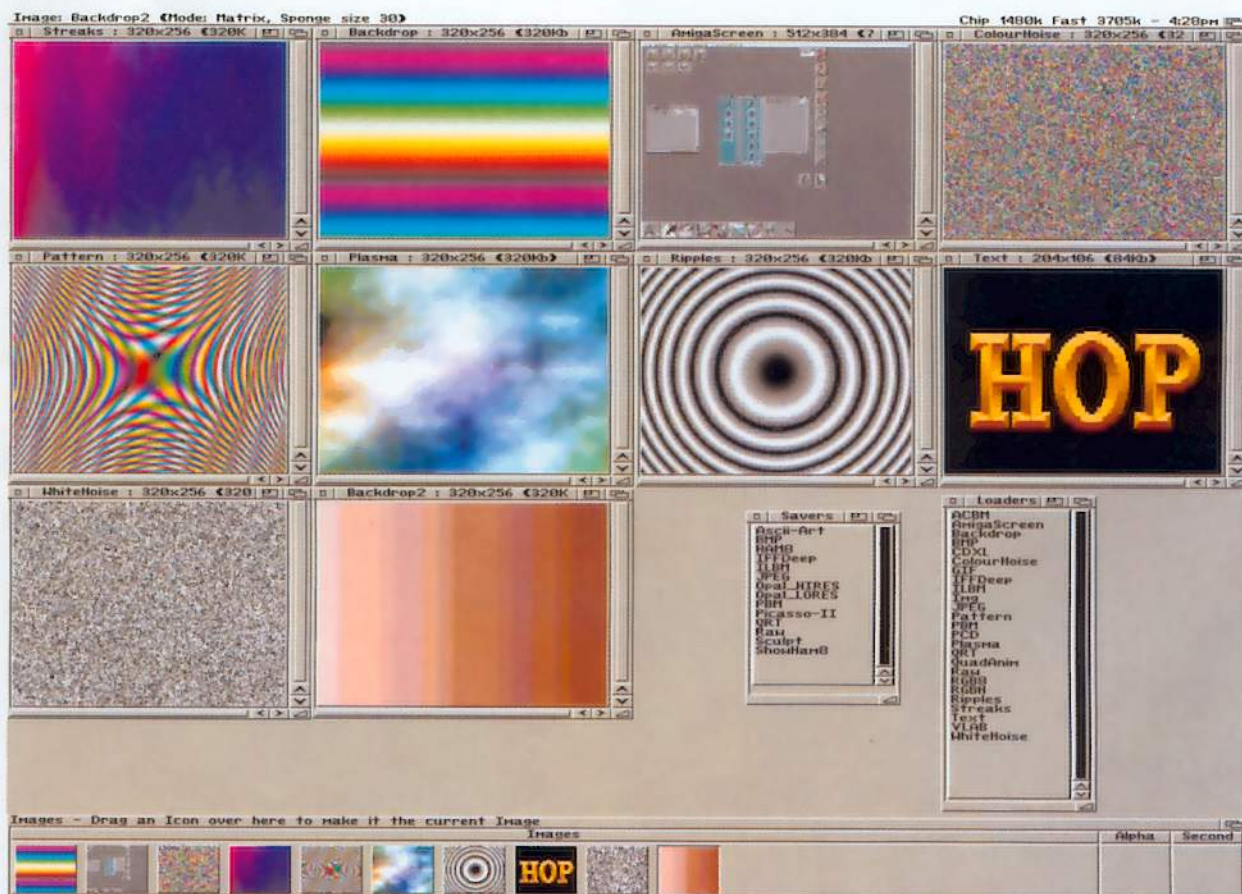 Image: Backdrop2 (Mode: Matrix, Sponge size 30)
Chip 1480k Fast 3705k - 4:28pm
Streaks : 320x256 (320K
Backdrop : 320x256 (320Kb
AmigaScreen : 512x384 (7
ColourNoise : 320x256 (32
Pattern : 320x256 (320K
Plasma : 320x256 (320Kb)
Ripples : 320x256 (320Kb
Text : 204x106 (84Kb)
HOP
WhiteNoise : 320x256 (320
Backdrop2 : 320x256 (320K
Savers
Ascii-Art
BMP
HAM8
IFFDeep
ILBM
JPEG
Opal_HIRES
Opal_LORES
PBM
Picasso-II
QRT
Raw
Sculpt
ShowHam8
Loaders
ACBM
AmigaScreen
Backdrop
BMP
CDXL
ColourNoise
GIF
IFFDeep
ILBM
Img
JPEG
Pattern
PBM
PCD
Plasma
QRT
QuadAnim
Raw
RGB8
RGBN
Ripples
Streaks
Text
VLAB
WhiteNoise
Images - Drag an Icon over here to make it the current Image
Images
Alpha
Second
HOP